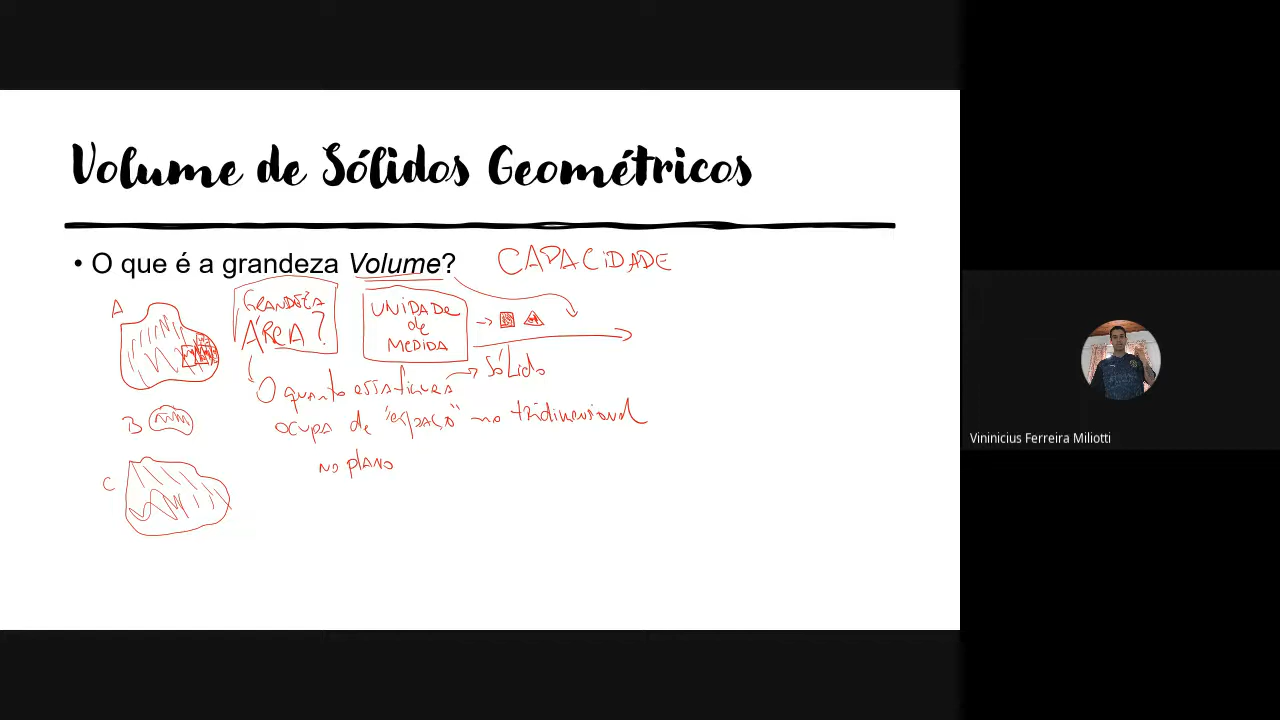 Volume de Sólidos Geométricos
• O que é a grandeza Volume?
CAPACIDADE
A
GRANDEZA
ÁREA?
UNIDADE
de
MEDIDA
Sólido
O quanto essa figura
ocupa de "espaço" no tridimensional
B
no plano
C
Vininicius Ferreira Miliotti